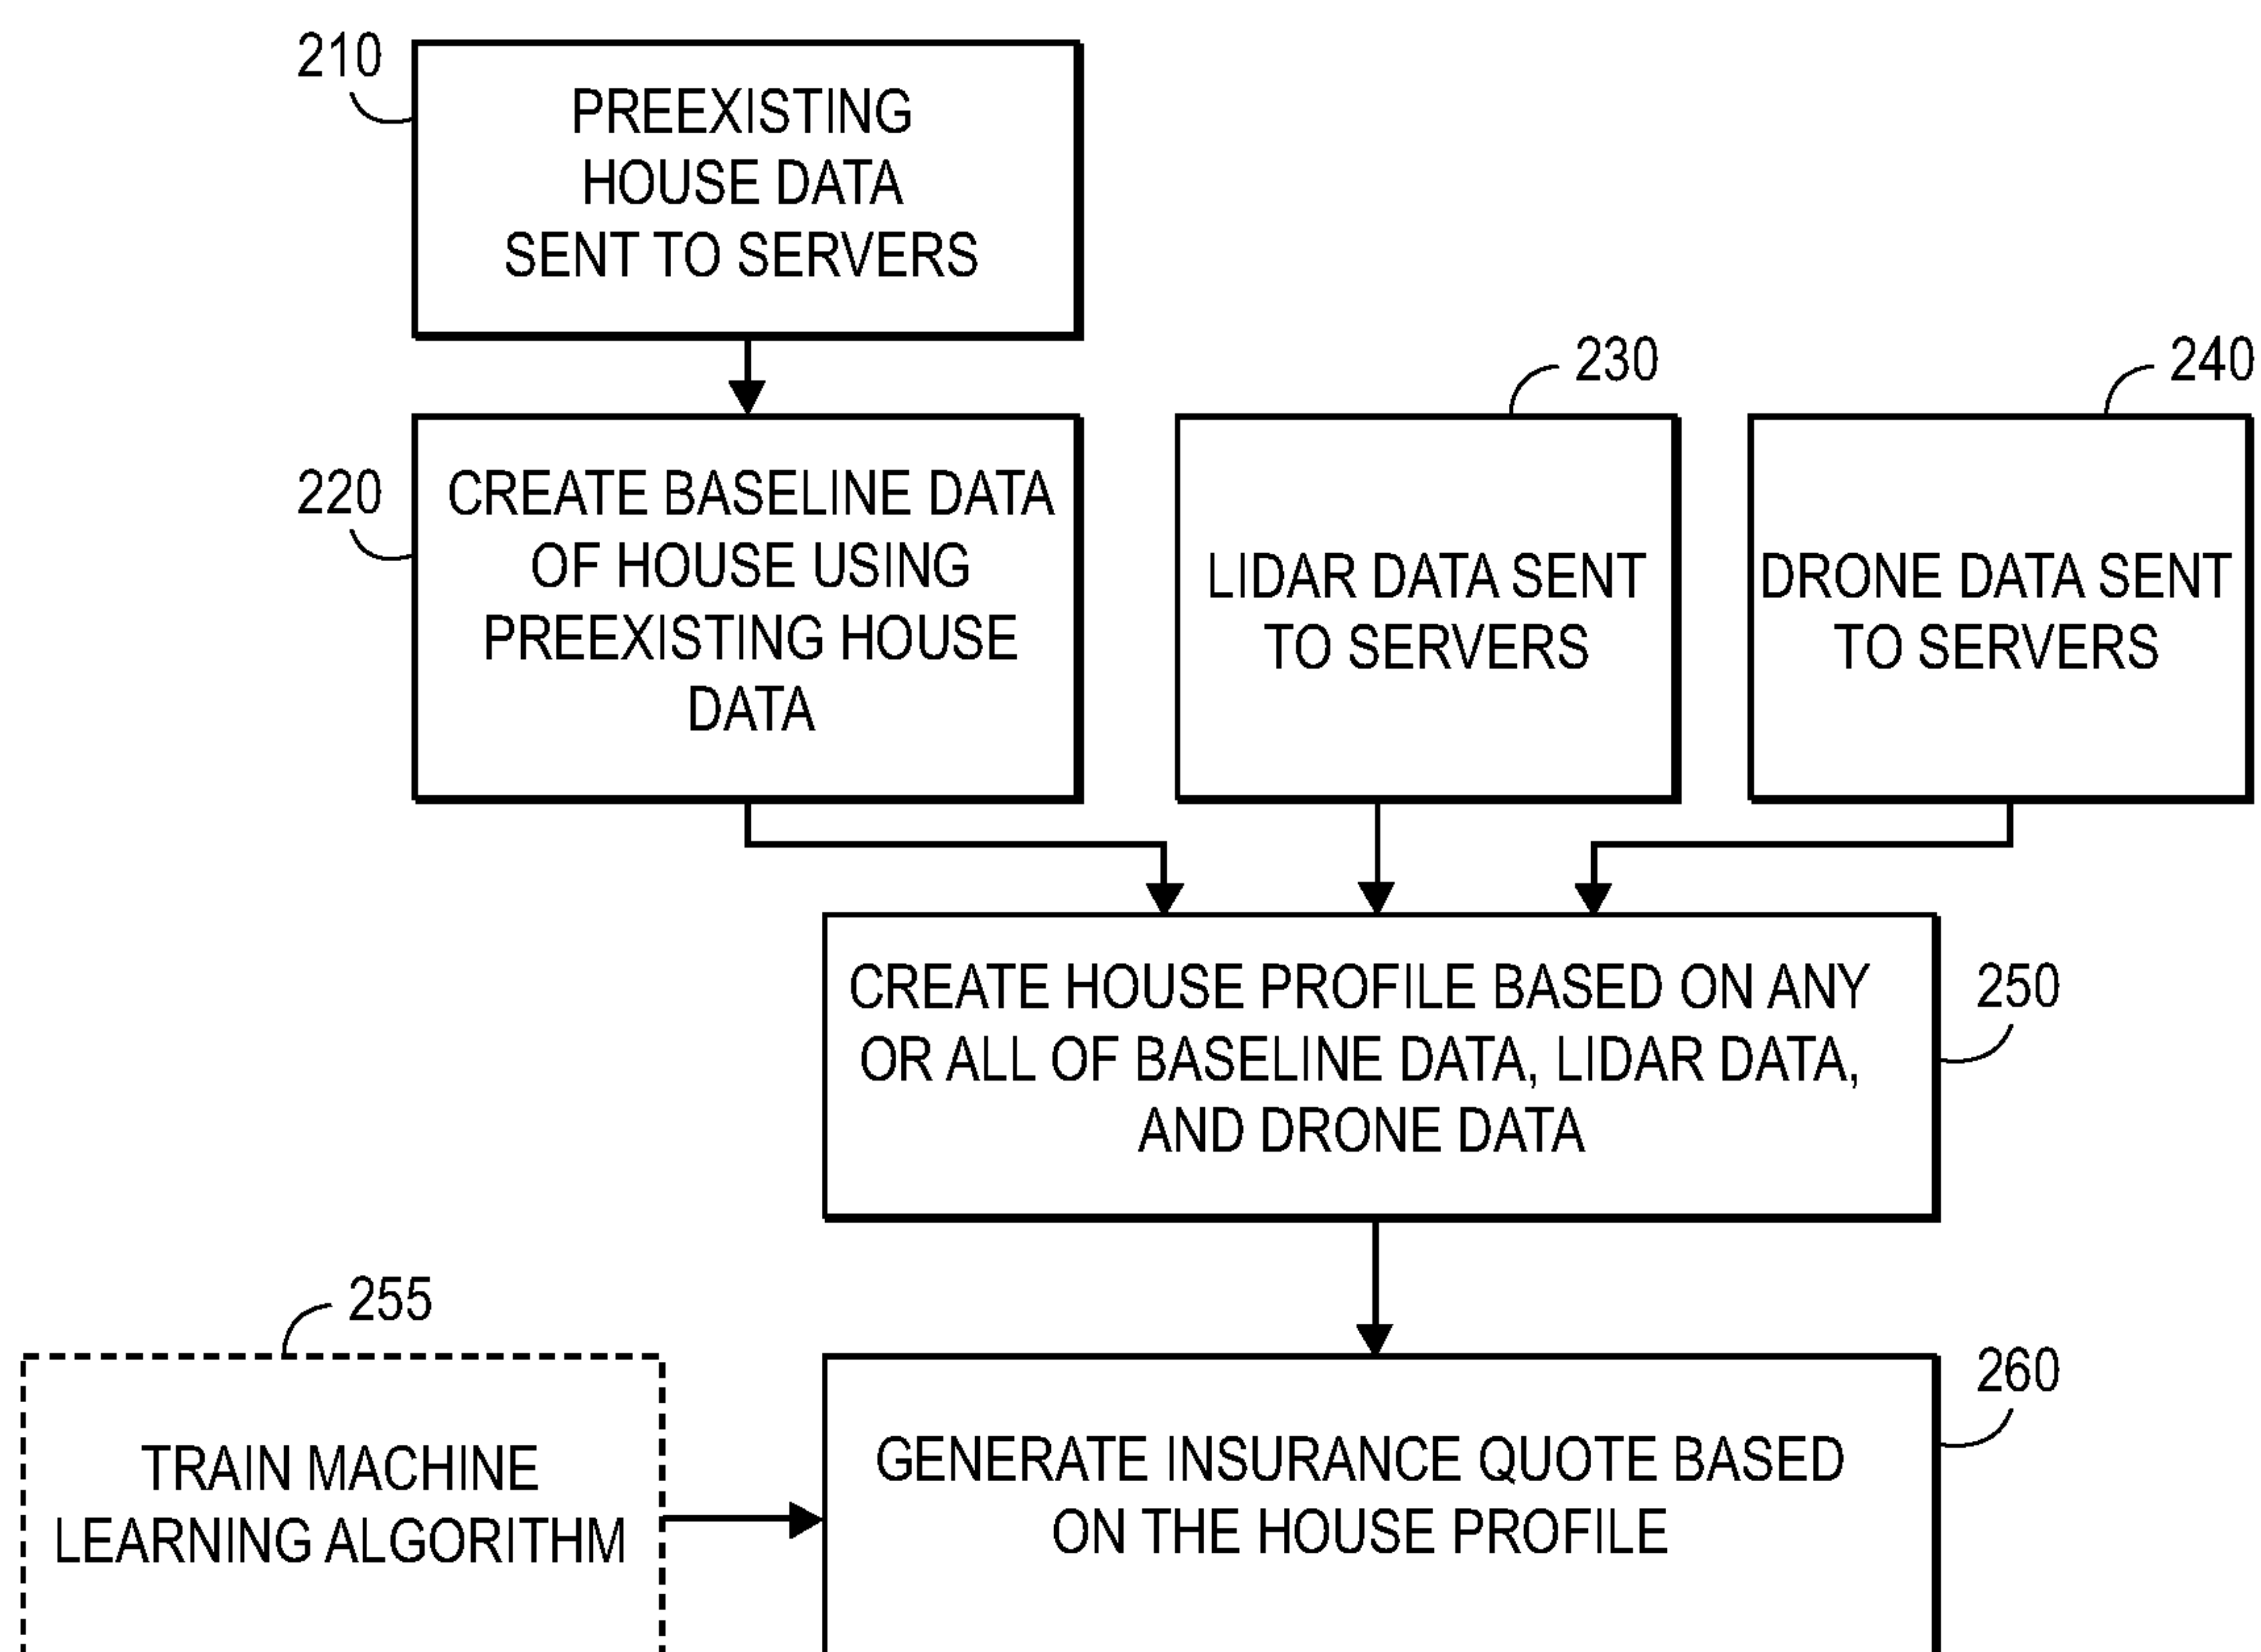 210
PREEXISTING
HOUSE DATA
SENT TO SERVERS
220
CREATE BASELINE DATA
OF HOUSE USING
PREEXISTING HOUSE
DATA
230
LIDAR DATA SENT
TO SERVERS
240
DRONE DATA SENT
TO SERVERS
CREATE HOUSE PROFILE BASED ON ANY
OR ALL OF BASELINE DATA, LIDAR DATA,
AND DRONE DATA
250
255
TRAIN MACHINE
LEARNING ALGORITHM
260
GENERATE INSURANCE QUOTE BASED
ON THE HOUSE PROFILE